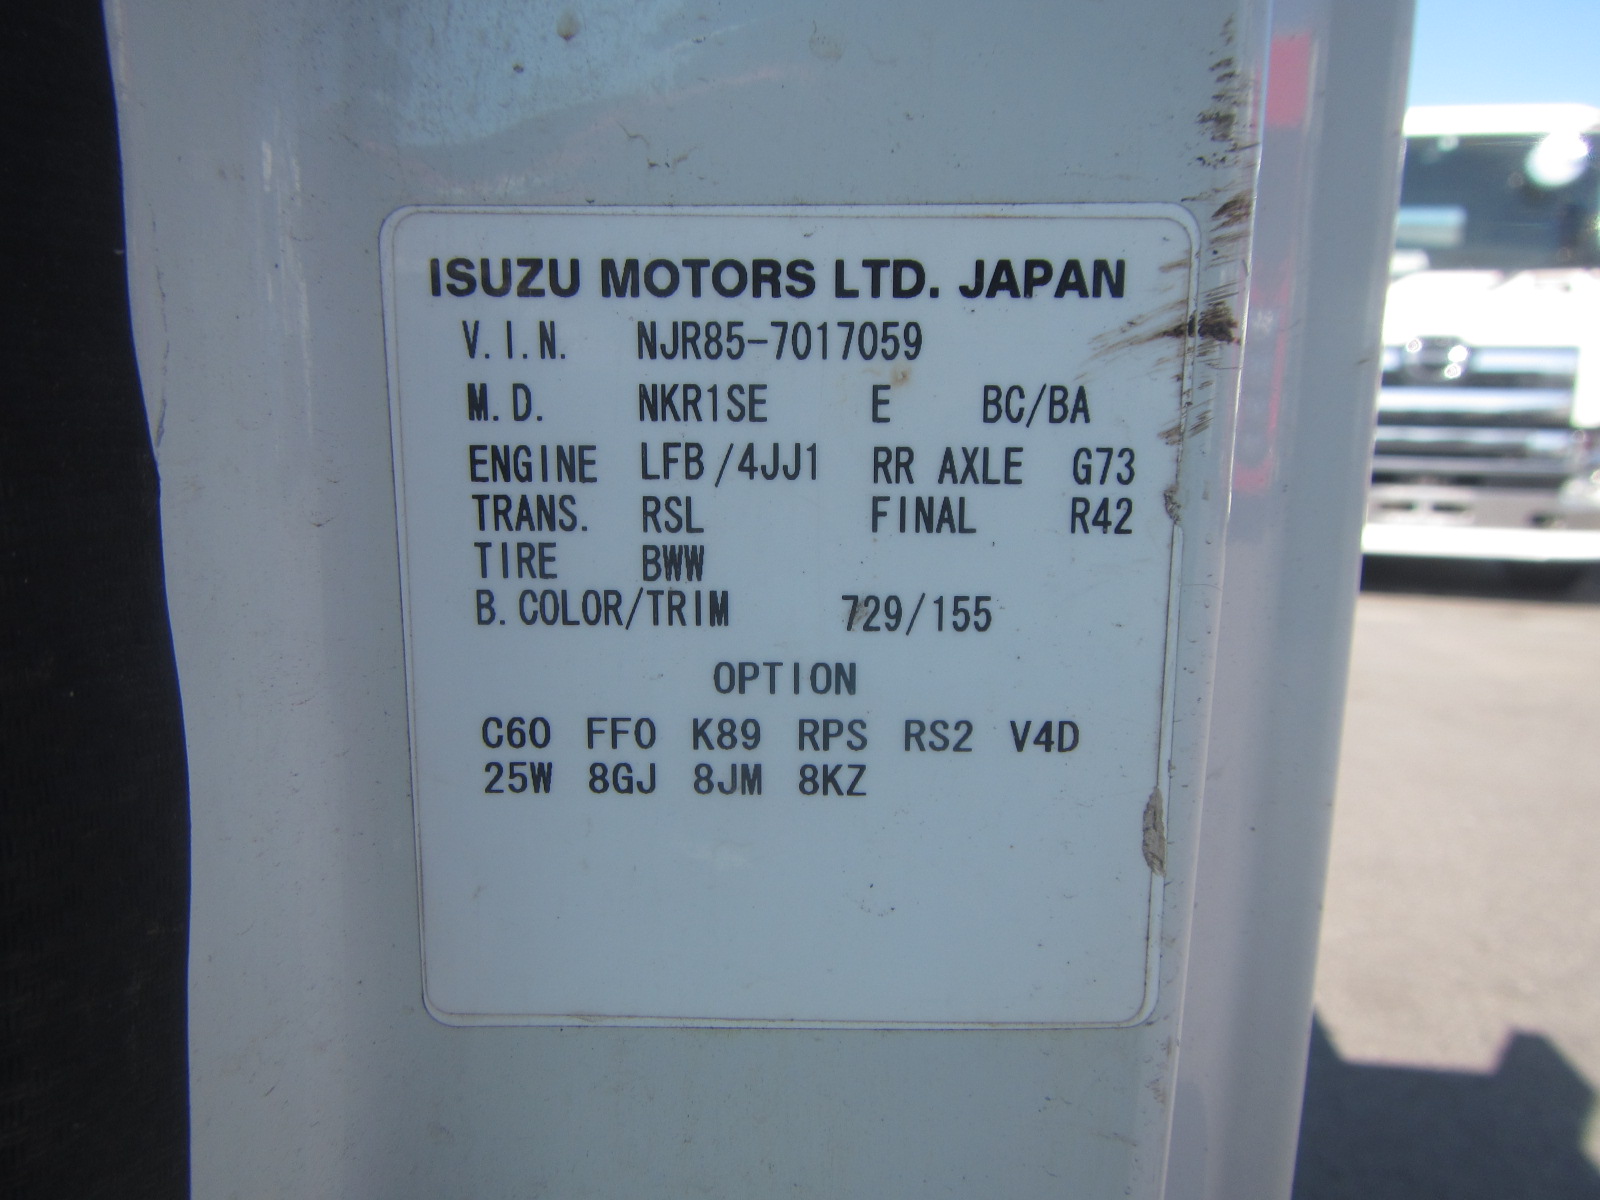 ISUZU MOTORS LTD. JAPAN
V.I.N. NJR85-7017059
M.D. NKR1SE E BC/BA
ENGINE LFB/4JJ1 RR AXLE G73
TRANS. RSL FINAL R42
TIRE BWW
B.COLOR/TRIM 729/155
OPTION
C60 FF0 K89 RPS RS2 V4D
25W 8GJ 8JM 8KZ